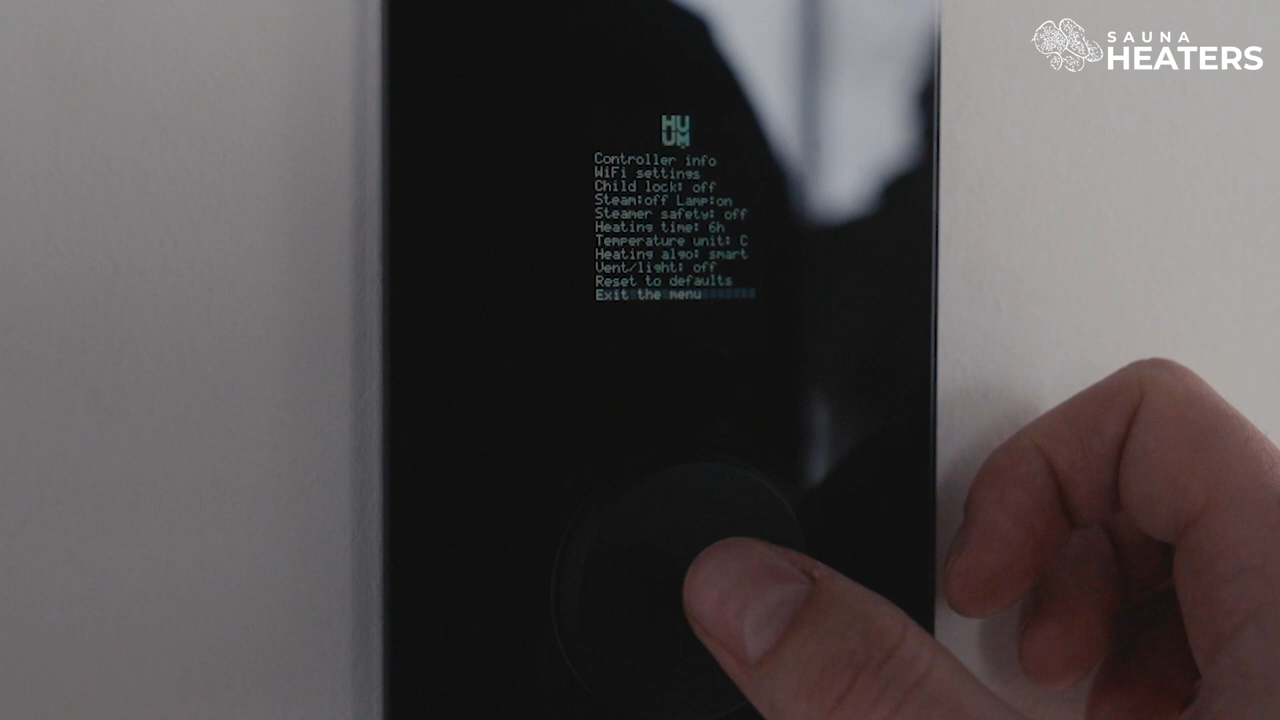 SAUNA
HEATERS
HU
UM
Controller info
WiFi settings
Child lock: off
Steam:off Lamp:on
Steamer safety: off
Heating time: 6h
Temperature unit: C
Heating algo: smart
Vent/light: off
Reset to defaults
Exit the menu